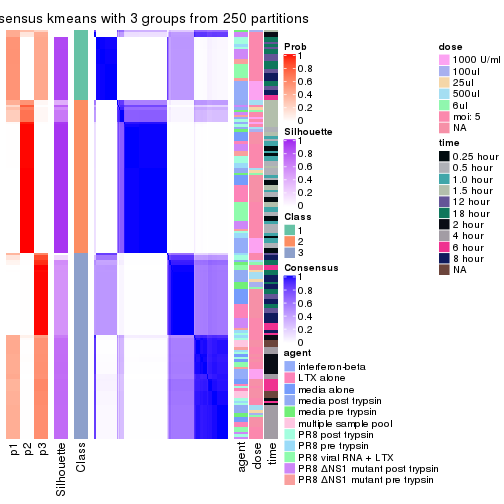 sensus kmeans with 3 groups from 250 partitions
Prob
1
0.8
0.6
0.4
0.2
0
Silhouette
1
0.8
0.6
0.4
0.2
0
Class
1
2
3
Consensus
1
0.8
0.6
0.4
0.2
0
agent
interferon-beta
LTX alone
media alone
media post trypsin
media pre trypsin
multiple sample pool
PR8 post trypsin
PR8 pre trypsin
PR8 viral RNA + LTX
PR8 ΔNS1 mutant post trypsin
PR8 ΔNS1 mutant pre trypsin
dose
1000 U/ml
100ul
25ul
500ul
6ul
moi: 5
NA
time
0.25 hour
0.5 hour
1.0 hour
1.5 hour
12 hour
18 hour
2 hour
4 hour
6 hour
8 hour
NA
p1
p2
p3
Silhouette
Class
agent
dose
time